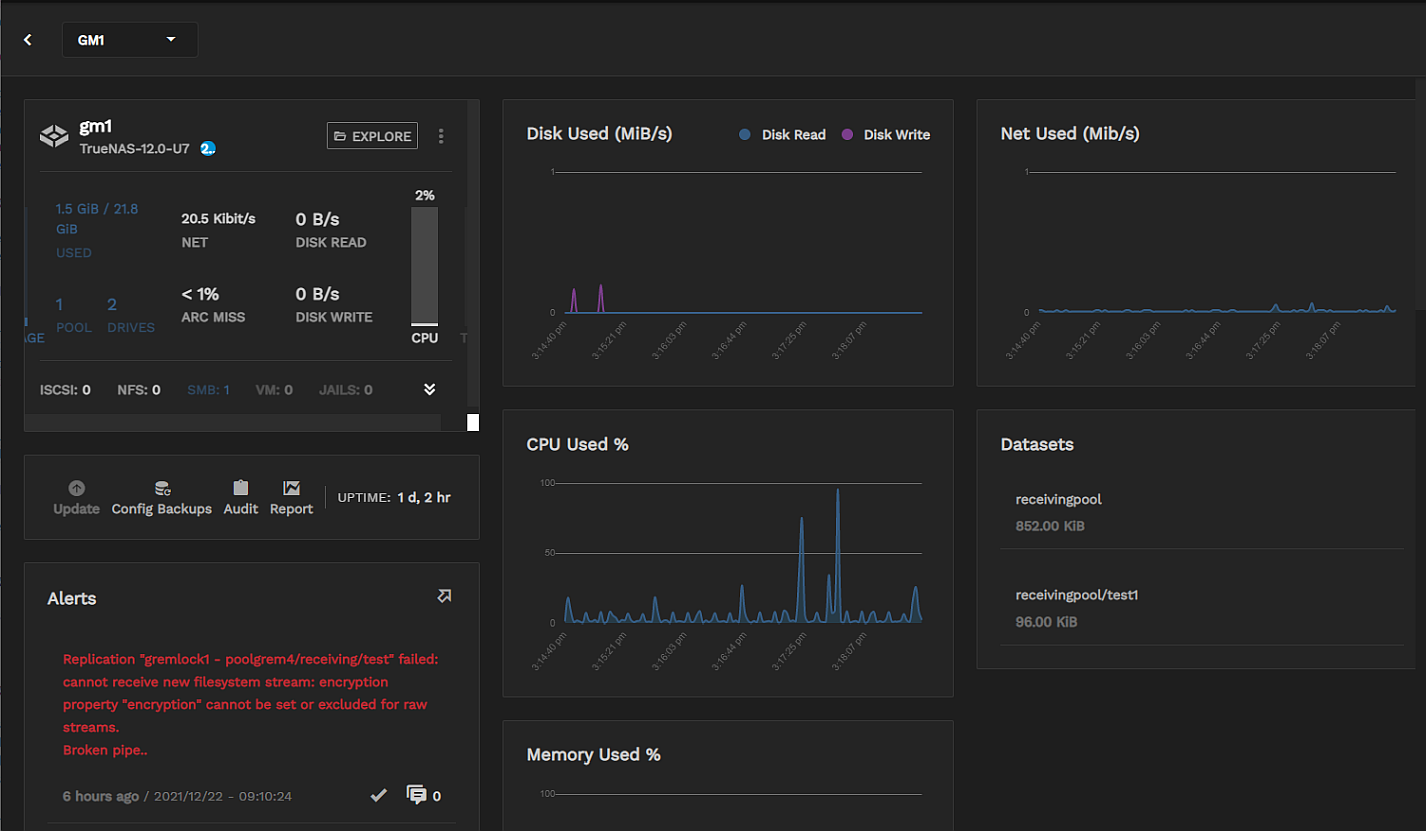 GM1
gm1
TrueNAS-12.0-U7 2..
EXPLORE
1.5 GiB / 21.8
GiB
USED
20.5 Kibit/s
NET
0 B/s
DISK READ
2%
1
POOL
2
DRIVES
< 1%
ARC MISS
0 B/s
DISK WRITE
CPU
AGE
T
ISCSI: 0 NFS: 0 SMB: 1 VM: 0 JAILS: 0
Update
Config Backups
Audit
Report
UPTIME: 1 d, 2 hr
Alerts
Replication "gremlock1 - poolgrem4/receiving/test" failed:
cannot receive new filesystem stream: encryption
property "encryption" cannot be set or excluded for raw
streams.
Broken pipe..
6 hours ago / 2021/12/22 - 09:10:24
0
Disk Used (MiB/s)
Disk Read
Disk Write
1
0
3:14:40 pm
3:15:21 pm
3:16:03 pm
3:16:44 pm
3:17:25 pm
3:18:07 pm
Net Used (Mib/s)
1
0
3:14:40 pm
3:15:21 pm
3:16:03 pm
3:16:44 pm
3:17:25 pm
3:18:07 pm
CPU Used %
100
50
0
3:14:40 pm
3:15:21 pm
3:16:03 pm
3:16:44 pm
3:17:25 pm
3:18:07 pm
Datasets
receivingpool
852.00 KiB
receivingpool/test1
96.00 KiB
Memory Used %
100